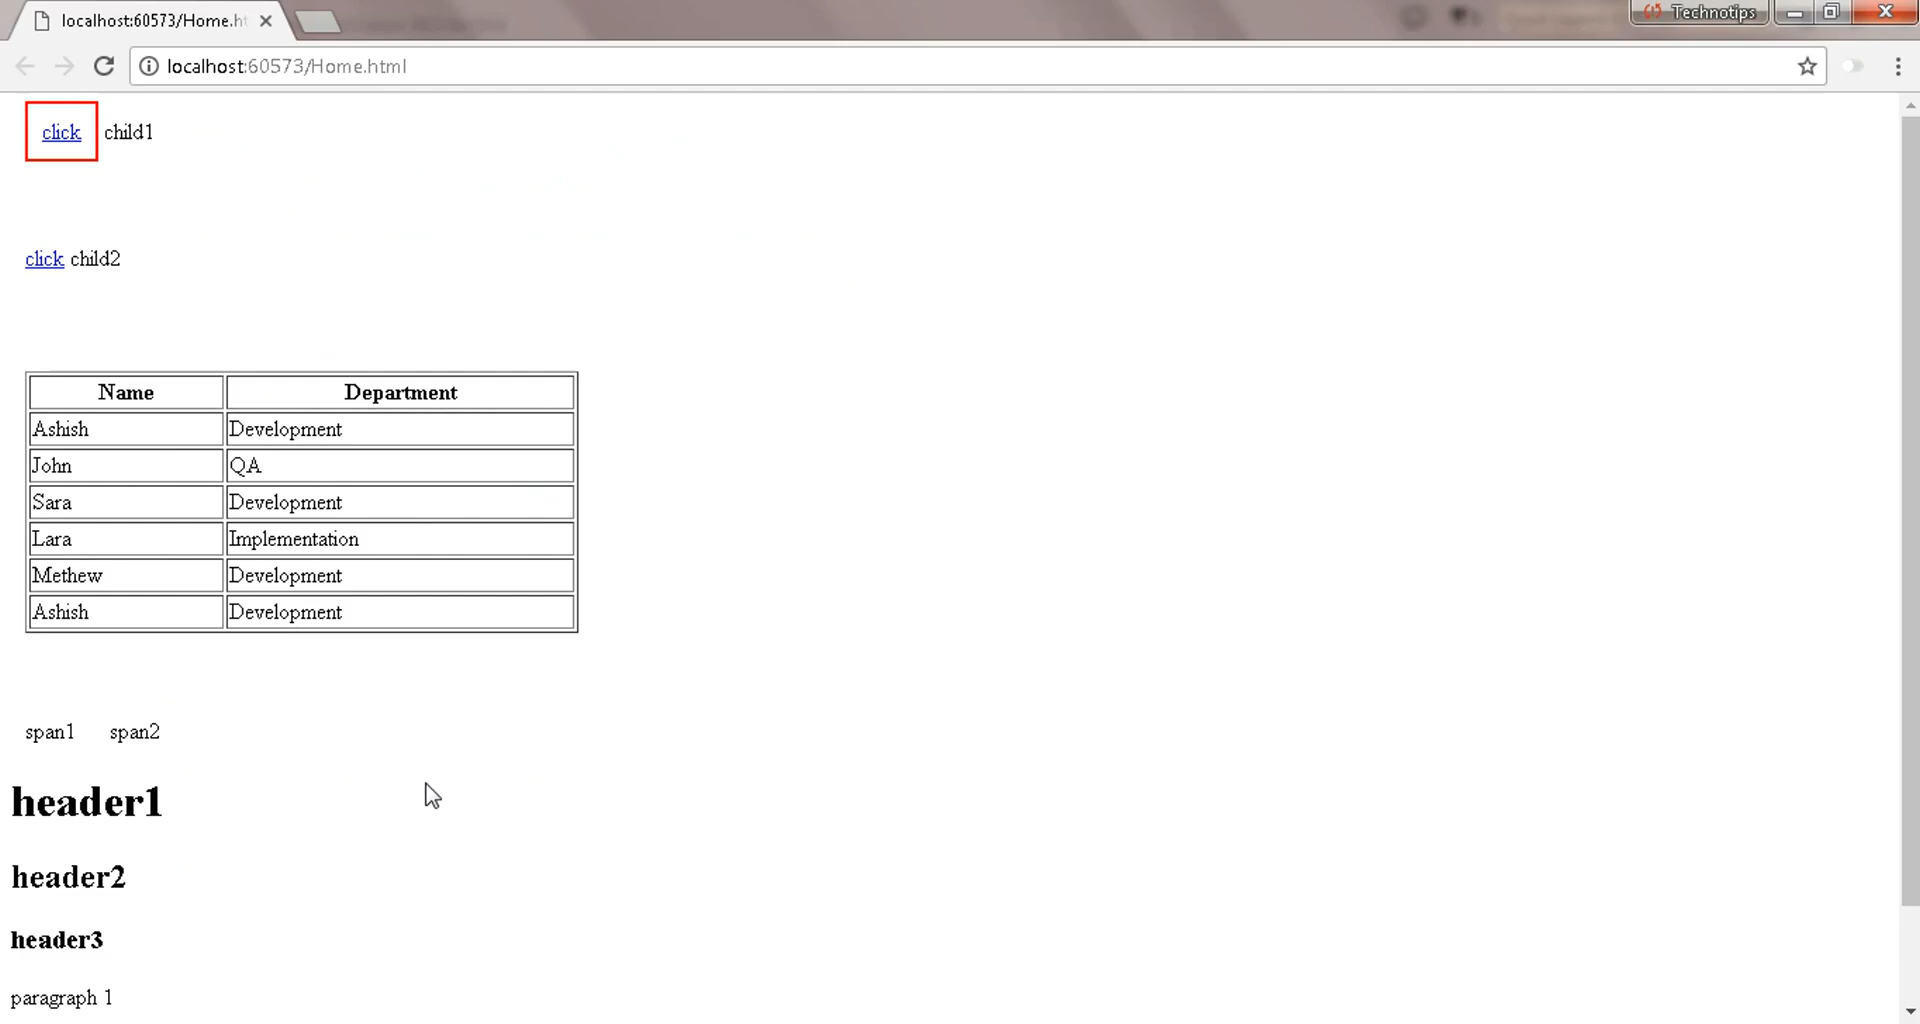 localhost:60573/Home.ht
Technotips
localhost:60573/Home.html
click child1
click child2
Name Department
Ashish Development
John QA
Sara Development
Lara Implementation
Methew Development
Ashish Development
span1 span2
header1
header2
header3
paragraph 1